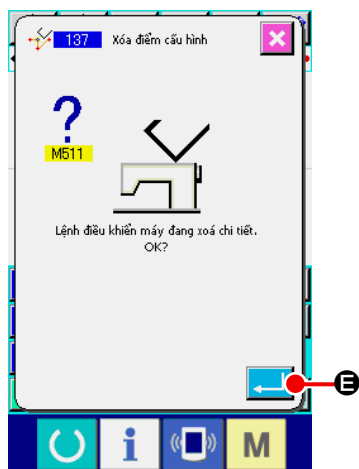 137 Xóa điểm cấu hình
?
M511
Lệnh điều khiển máy đang xoá chi tiết.
OK?
E
i
M